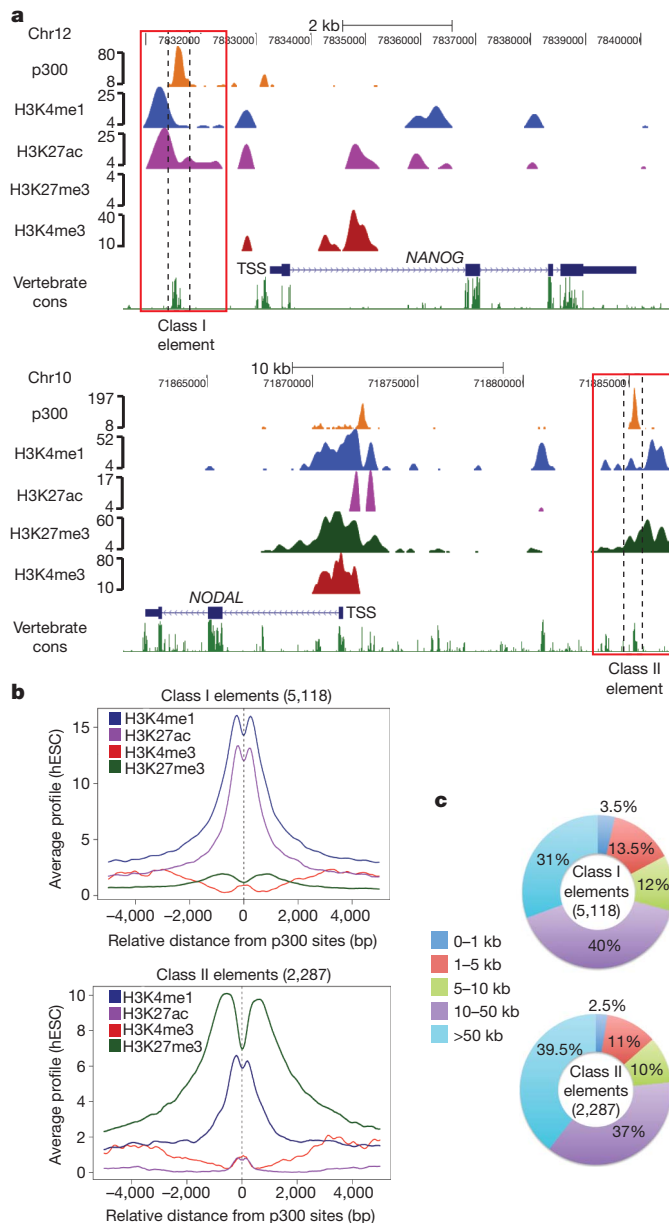 a
2 kb
Chr12
7832000 7833000 7834000 7835000 7836000 7837000 7838000 7839000 7840000
p300
80
8
H3K4me1
25
4
H3K27ac
25
4
H3K27me3
4
4
H3K4me3
40
10
TSS
NANOG
Vertebrate cons
Class I element
10 kb
Chr10
71865000 71870000 71875000 71880000 71885000
p300
197
8
H3K4me1
52
4
H3K27ac
17
4
H3K27me3
60
4
H3K4me3
80
10
NODAL
TSS
Vertebrate cons
Class II element
b
Class I elements (5,118)
H3K4me1
H3K27ac
H3K4me3
H3K27me3
Average profile (hESC)
15
10
5
0
−4,000 −2,000 0 2,000 4,000
Relative distance from p300 sites (bp)
Class II elements (2,287)
H3K4me1
H3K27ac
H3K4me3
H3K27me3
Average profile (hESC)
10
8
6
4
2
0
−4,000 −2,000 0 2,000 4,000
Relative distance from p300 sites (bp)
c
3.5%
13.5%
12%
40%
31%
Class I elements (5,118)
0–1 kb
1–5 kb
5–10 kb
10–50 kb
>50 kb
2.5%
11%
10%
37%
39.5%
Class II elements (2,287)